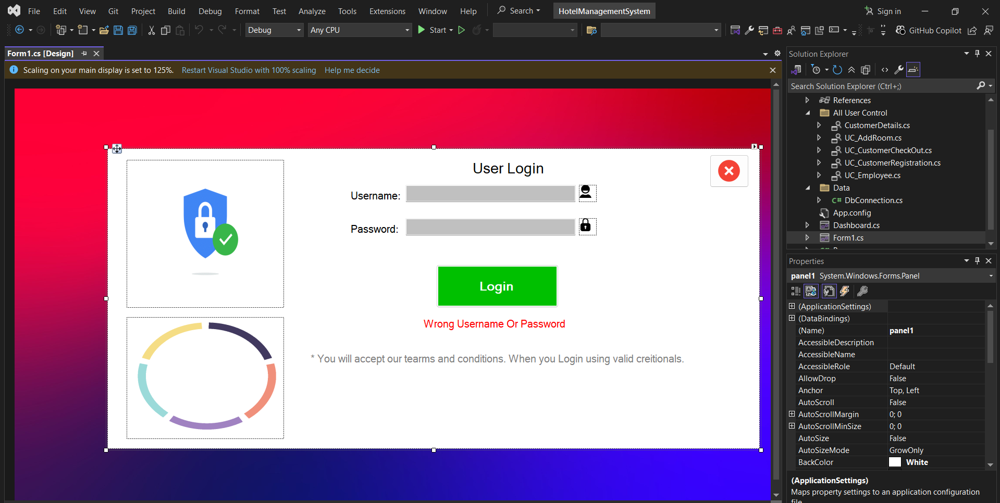 File Edit View Git Project Build Debug Format Test Analyze Tools Extensions Window Help Search HotelManagementSystem Sign in
Debug Any CPU Start GitHub Copilot
Form1.cs [Design]
Scaling on your main display is set to 125%. Restart Visual Studio with 100% scaling Help me decide
User Login
Username:
Password:
Login
Wrong Username Or Password
* You will accept our tearms and conditions. When you Login using valid creitionals.
Solution Explorer
Search Solution Explorer (Ctrl+;)
References
All User Control
CustomerDetails.cs
UC_AddRoom.cs
UC_CustomerCheckOut.cs
UC_CustomerRegistration.cs
UC_Employee.cs
Data
C# DbConnection.cs
App.config
Dashboard.cs
Form1.cs
Properties
panel1 System.Windows.Forms.Panel
(ApplicationSettings)
(DataBindings)
(Name) panel1
AccessibleDescription
AccessibleName
AccessibleRole Default
AllowDrop False
Anchor Top, Left
AutoScroll False
AutoScrollMargin 0; 0
AutoScrollMinSize 0; 0
AutoSize False
AutoSizeMode GrowOnly
BackColor White
(ApplicationSettings)
Maps property settings to an application configuration
file